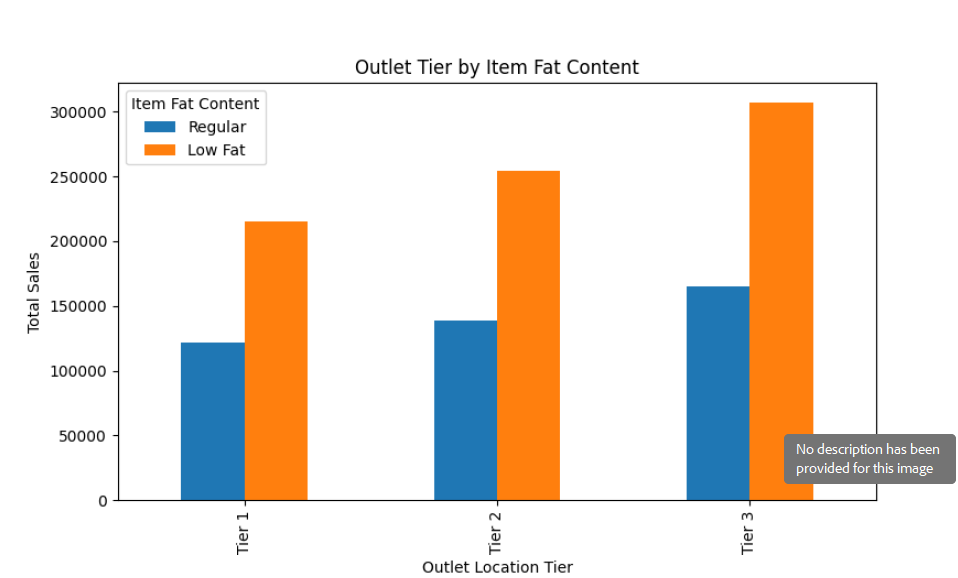 Outlet Tier by Item Fat Content
Item Fat Content
Regular
Low Fat
300000
250000
200000
150000
100000
50000
0
Total Sales
Tier 1
Tier 2
Tier 3
Outlet Location Tier
No description has been
provided for this image